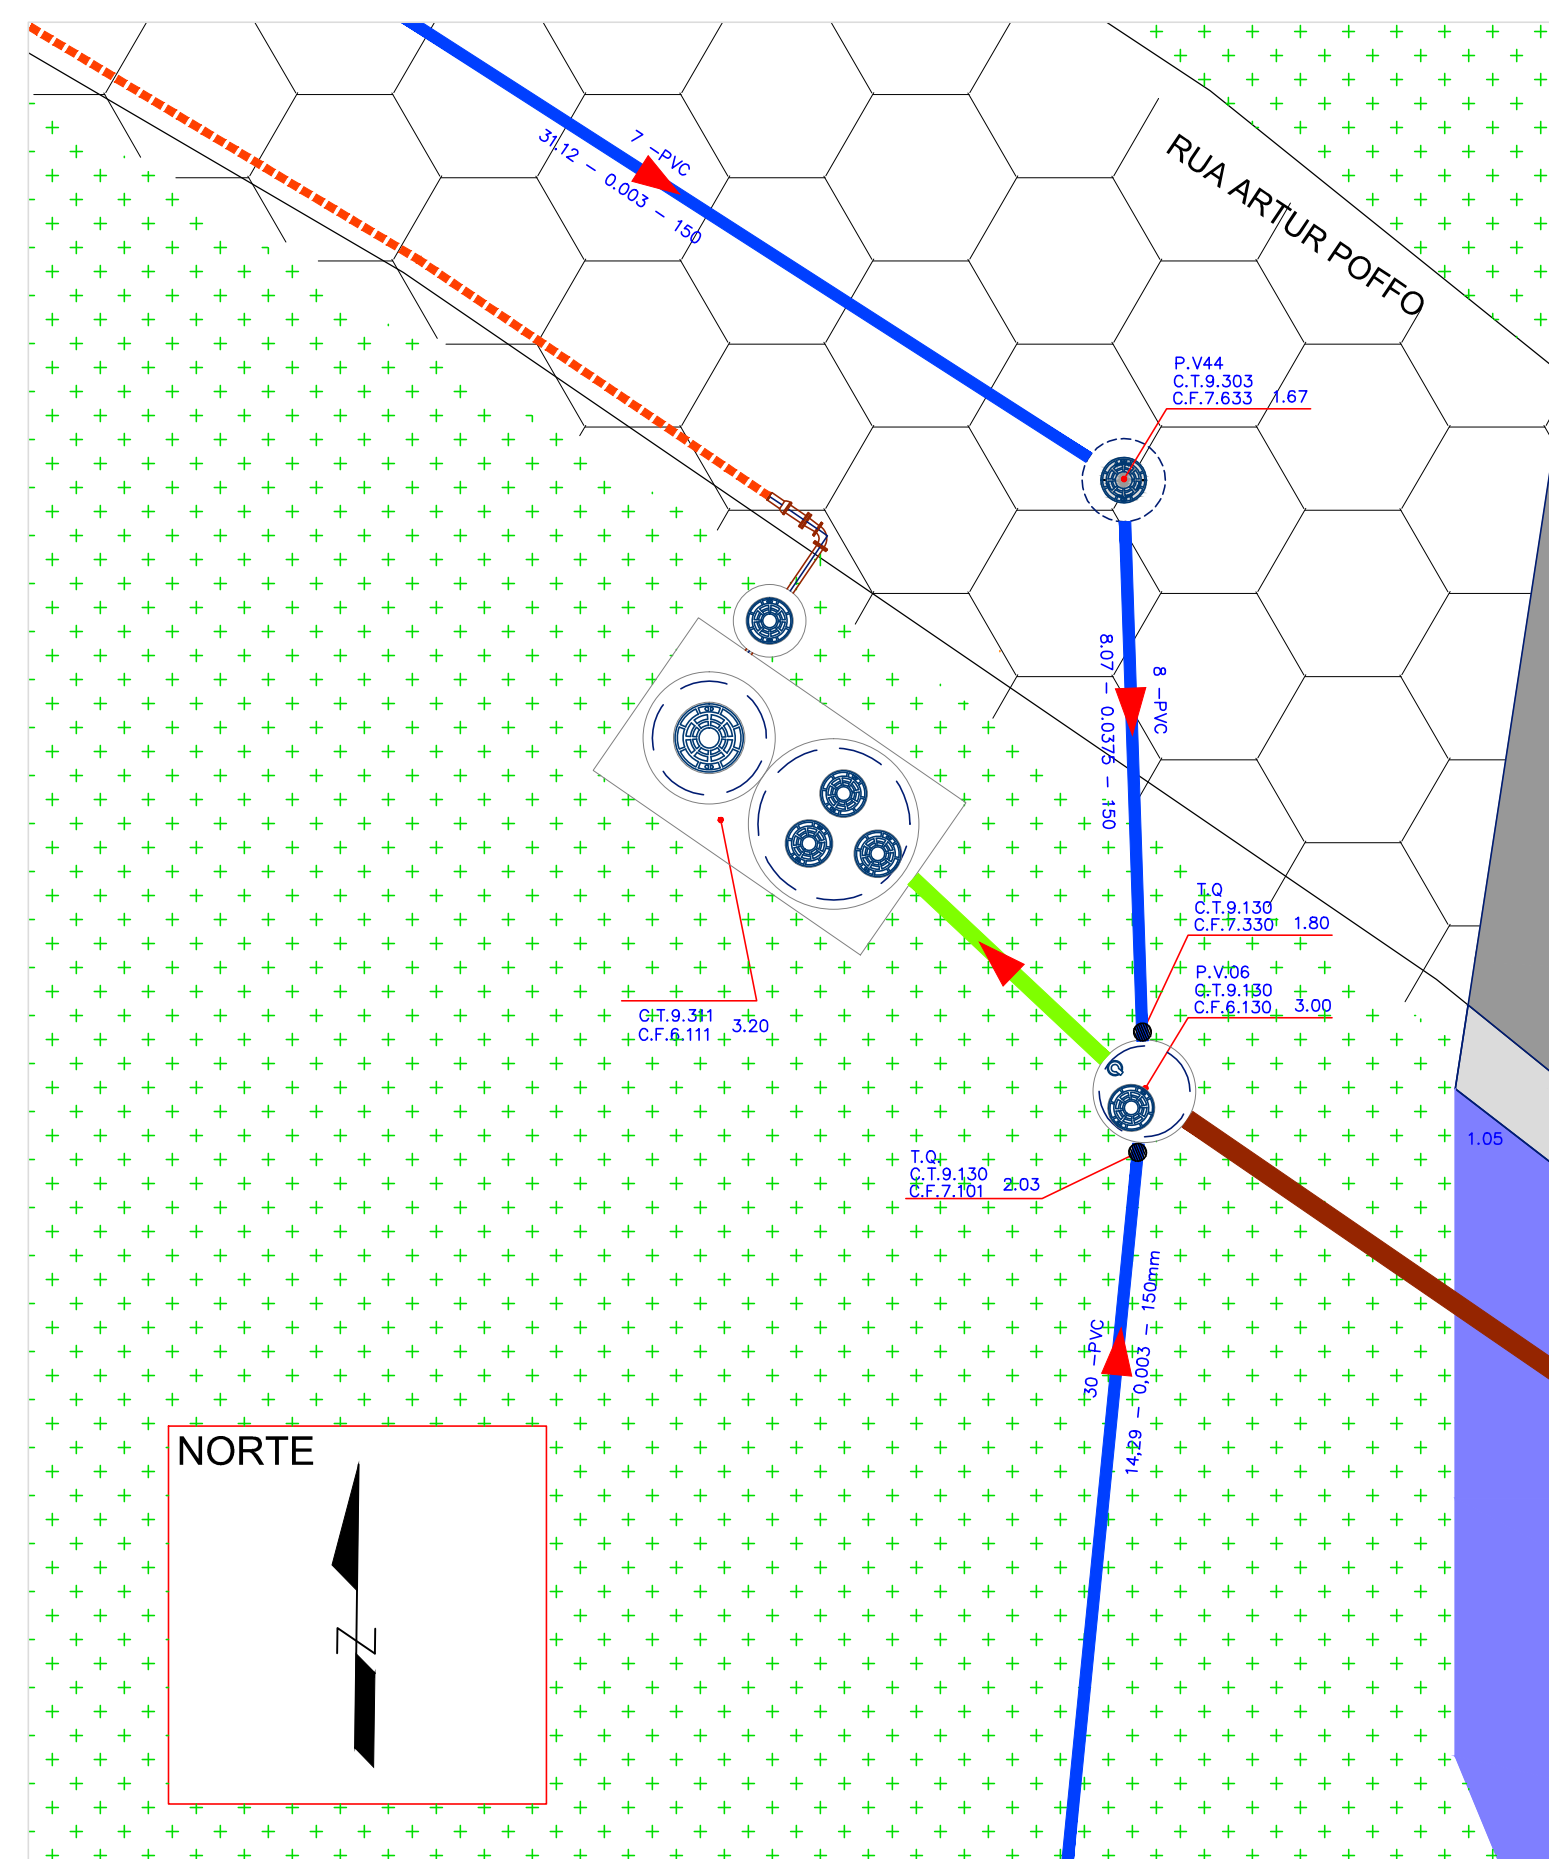 7 -PVC
31.12 - 0.003 - 150
RUA ARTUR POFFO
P.V44
C.T.9.303
C.F.7.633 1.67
8 -PVC
8.07 - 0.0375 - 150
T.Q
C.T.9.130
C.F.7.330 1.80
P.V.06
C.T.9.130
C.F.6.130 3.00
C.T.9.311
C.F.6.111 3.20
1.05
T.Q.
C.T.9.130
C.F.7.101 2.03
30 -PVC
14,29 - 0,003 - 150mm
NORTE
N